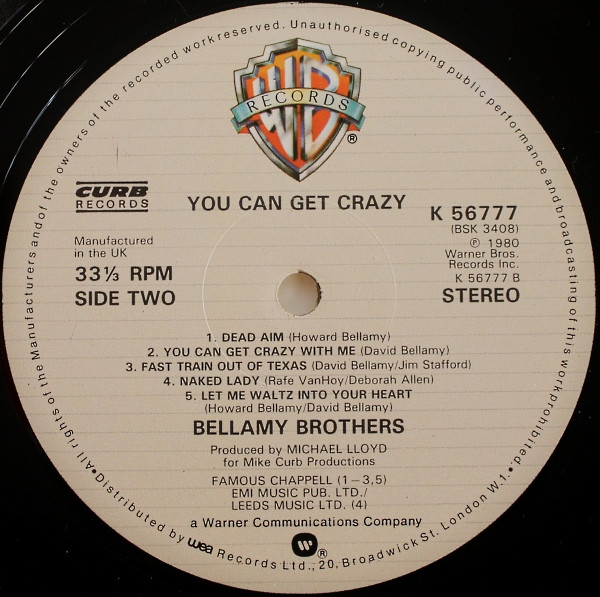 All rights of the Manufacturers and of the owners of the recorded work reserved. Unauthorised copying public performance and broadcasting of this work prohibited.
WB
RECORDS
®
CURB
RECORDS
YOU CAN GET CRAZY
K 56777
(BSK 3408)
℗ 1980
Warner Bros.
Records Inc.
K 56777 B
STEREO
Manufactured
in the UK
33⅓ RPM
SIDE TWO
1. DEAD AIM (Howard Bellamy)
2. YOU CAN GET CRAZY WITH ME (David Bellamy)
3. FAST TRAIN OUT OF TEXAS (David Bellamy/Jim Stafford)
4. NAKED LADY (Rafe VanHoy/Deborah Allen)
5. LET ME WALTZ INTO YOUR HEART
(Howard Bellamy/David Bellamy)
BELLAMY BROTHERS
Produced by MICHAEL LLOYD
for Mike Curb Productions
FAMOUS CHAPPELL (1–3,5)
EMI MUSIC PUB. LTD./
LEEDS MUSIC LTD. (4)
a Warner Communications Company
W ®
• Distributed by wea Records Ltd., 20, Broadwick St. London W.1. •